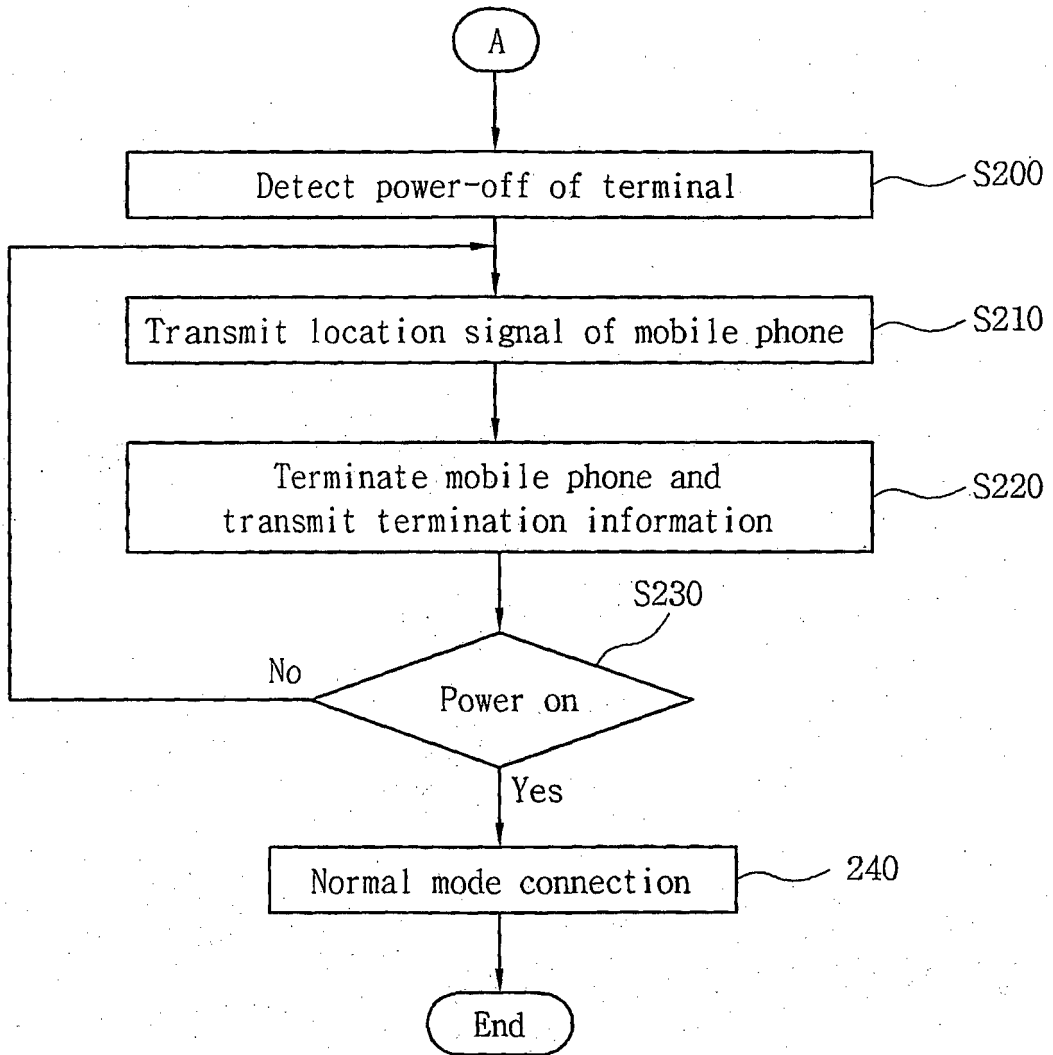 A
Detect power-off of terminal
S200
Transmit location signal of mobile phone
S210
Terminate mobile phone and
transmit termination information
S220
S230
No
Power on
Yes
Normal mode connection
240
End